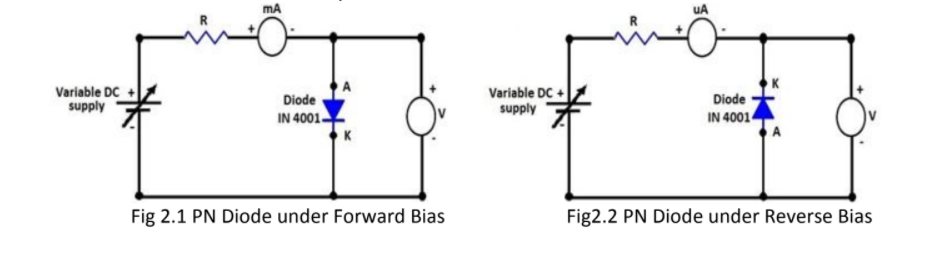 mA
R
+ -
Variable DC +
supply
-
A
Diode
IN 4001
K
+
V
-
Fig 2.1 PN Diode under Forward Bias
uA
R
+ -
Variable DC +
supply
-
K
Diode
IN 4001
A
+
V
-
Fig2.2 PN Diode under Reverse Bias